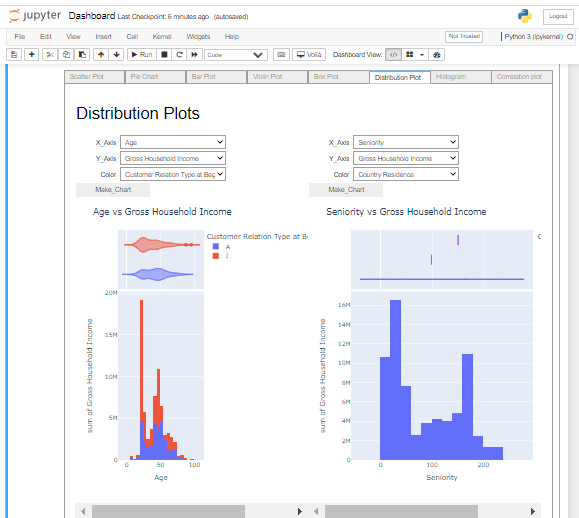 jupyter Dashboard Last Checkpoint: 6 minutes ago (autosaved) Logout
File Edit View Insert Cell Kernel Widgets Help Not Trusted Python 3 (ipykernel)
Run Code Voilà Dashboard View:
Scatter Plot Pie Chart Bar Plot Violin Plot Box Plot Distribution Plot Histogram Correlation plot
Distribution Plots
X_Axis Age X_Axis Seniority
Y_Axis Gross Household Income Y_Axis Gross Household Income
Color Customer Relation Type at Beg Color Country Residence
Make_Chart Make_Chart
Age vs Gross Household Income Seniority vs Gross Household Income
Customer Relation Type at B
A
I
sum of Gross Household Income
20M
15M
10M
5M
0
0 50 100
Age
sum of Gross Household Income
16M
14M
12M
10M
8M
6M
4M
2M
0
0 100 200
Seniority